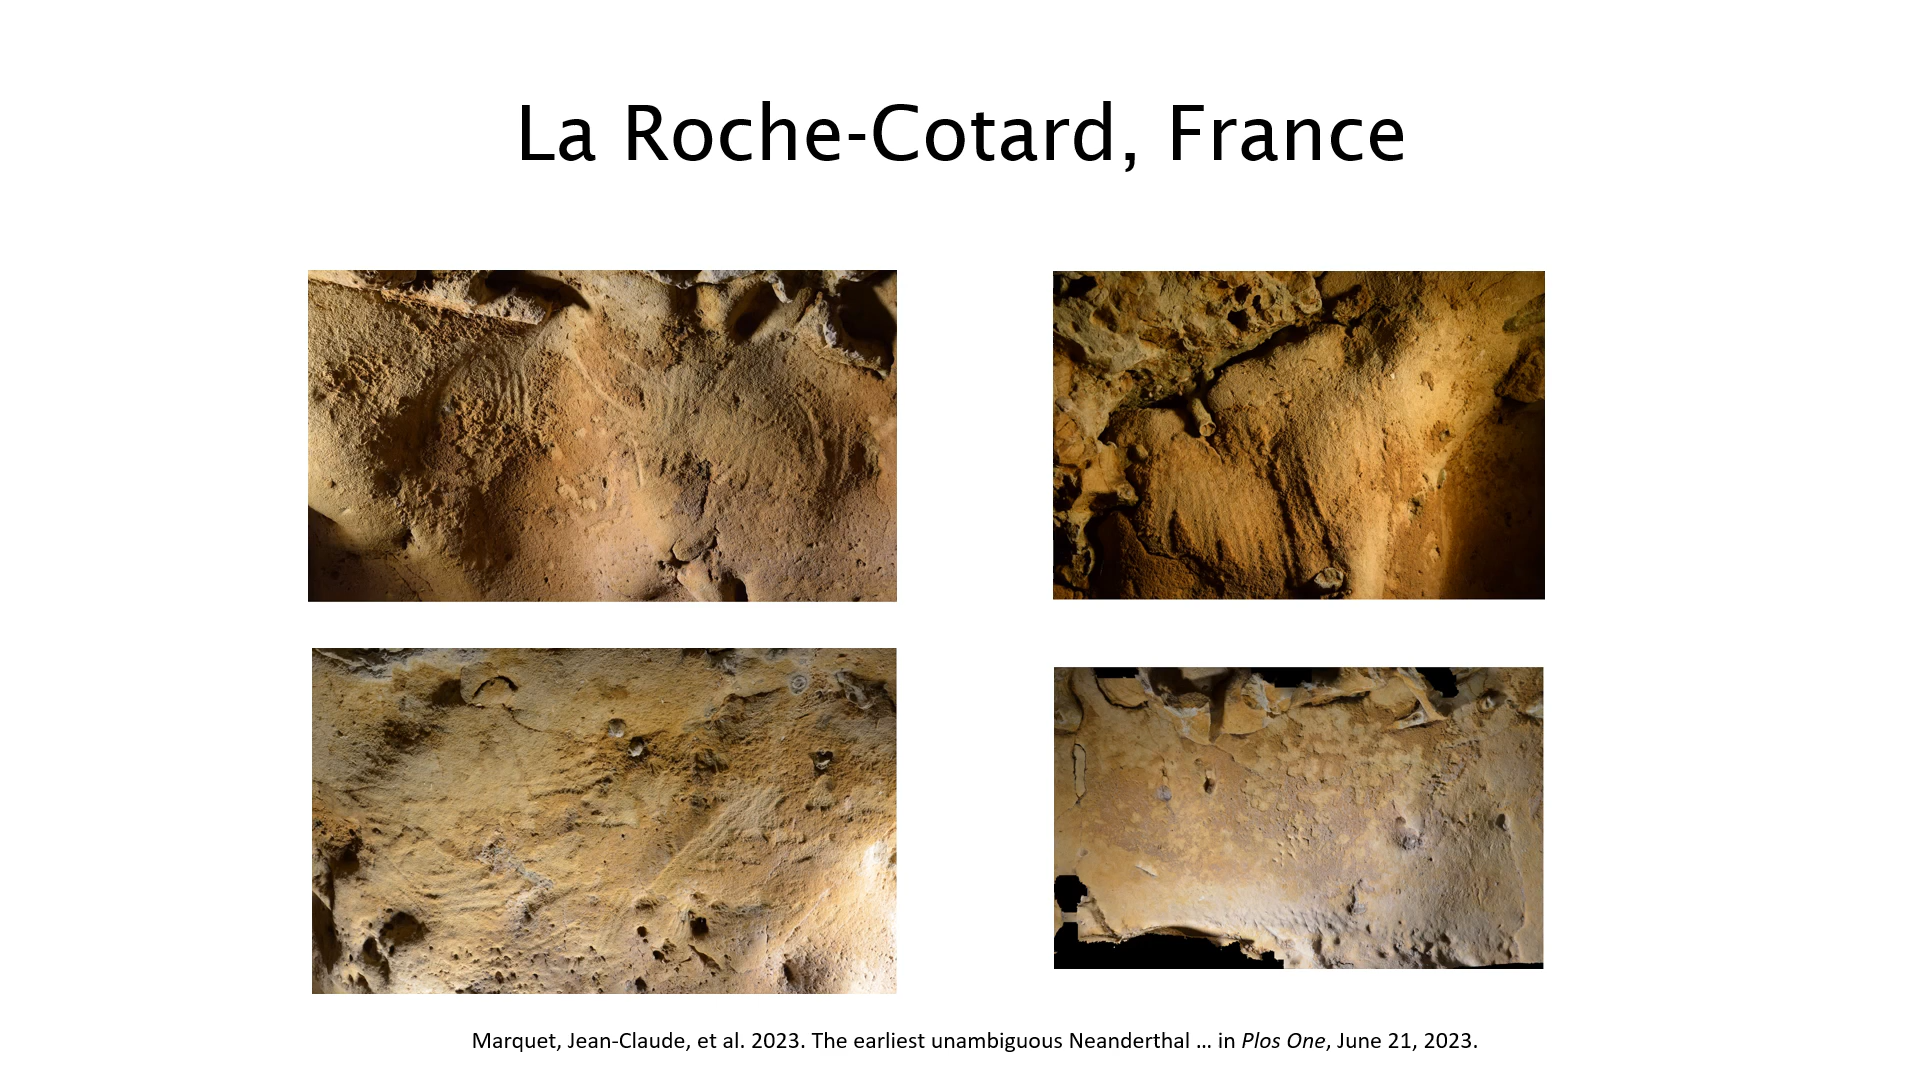 La Roche-Cotard, France
Marquet, Jean-Claude, et al. 2023. The earliest unambiguous Neanderthal … in Plos One, June 21, 2023.